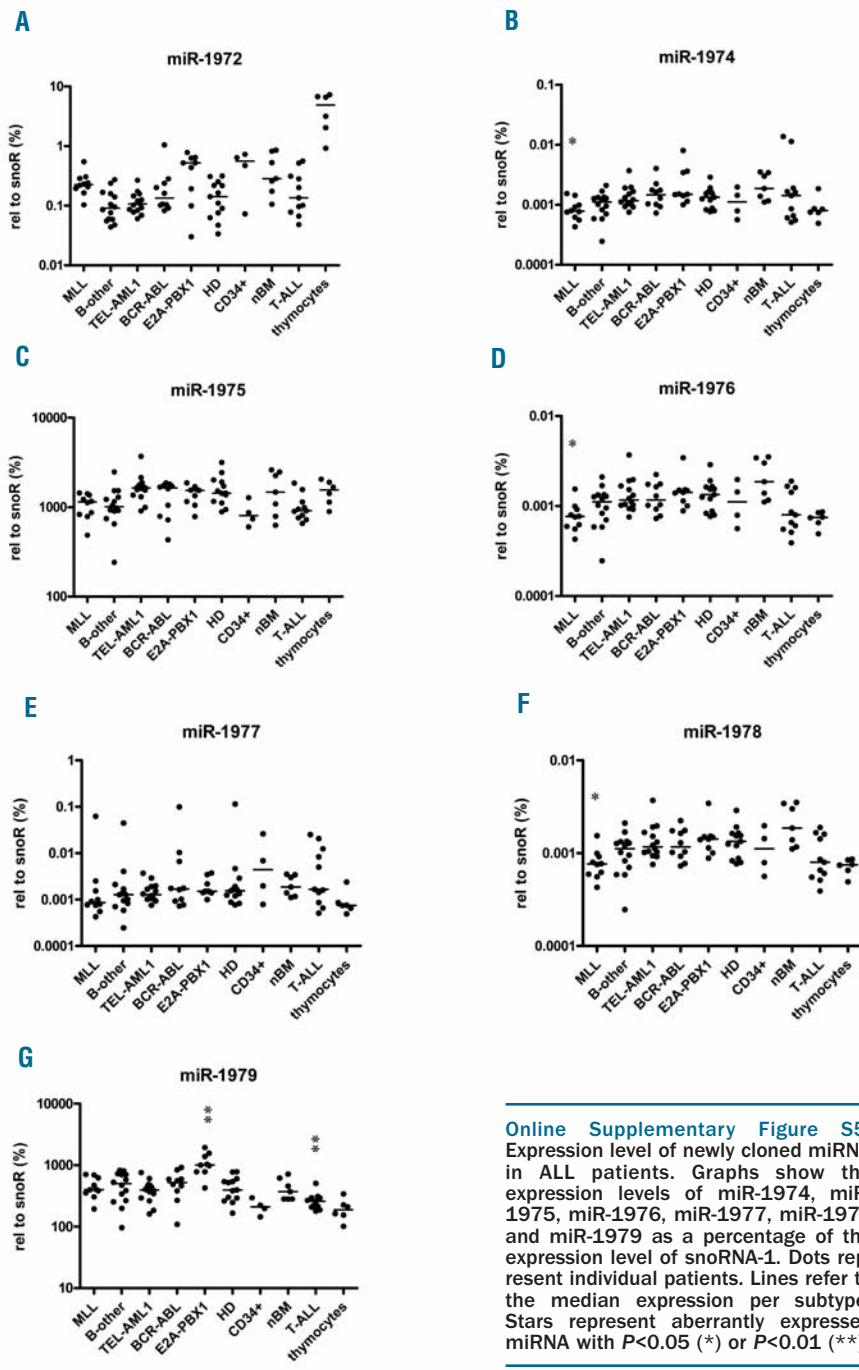 A
miR-1972
rel to snoR (%)
10
1
0.1
0.01
MLL
B-other
TEL-AML1
BCR-ABL
E2A-PBX1
HD
CD34+
nBM
T-ALL
thymocytes
B
miR-1974
rel to snoR (%)
0.1
0.01
0.001
0.0001
*
MLL
B-other
TEL-AML1
BCR-ABL
E2A-PBX1
HD
CD34+
nBM
T-ALL
thymocytes
C
miR-1975
rel to snoR (%)
10000
1000
100
MLL
B-other
TEL-AML1
BCR-ABL
E2A-PBX1
HD
CD34+
nBM
T-ALL
thymocytes
D
miR-1976
rel to snoR (%)
0.01
0.001
0.0001
*
MLL
B-other
TEL-AML1
BCR-ABL
E2A-PBX1
HD
CD34+
nBM
T-ALL
thymocytes
E
miR-1977
rel to snoR (%)
1
0.1
0.01
0.001
0.0001
MLL
B-other
TEL-AML1
BCR-ABL
E2A-PBX1
HD
CD34+
nBM
T-ALL
thymocytes
F
miR-1978
rel to snoR (%)
0.01
0.001
0.0001
*
MLL
B-other
TEL-AML1
BCR-ABL
E2A-PBX1
HD
CD34+
nBM
T-ALL
thymocytes
G
miR-1979
rel to snoR (%)
10000
1000
100
10
**
**
MLL
B-other
TEL-AML1
BCR-ABL
E2A-PBX1
HD
CD34+
nBM
T-ALL
thymocytes
Online Supplementary Figure S5
Expression level of newly cloned miRN
in ALL patients. Graphs show th
expression levels of miR-1974, miR
1975, miR-1976, miR-1977, miR-197
and miR-1979 as a percentage of th
expression level of snoRNA-1. Dots rep
resent individual patients. Lines refer t
the median expression per subtype
Stars represent aberrantly expresse
miRNA with P<0.05 (*) or P<0.01 (**)